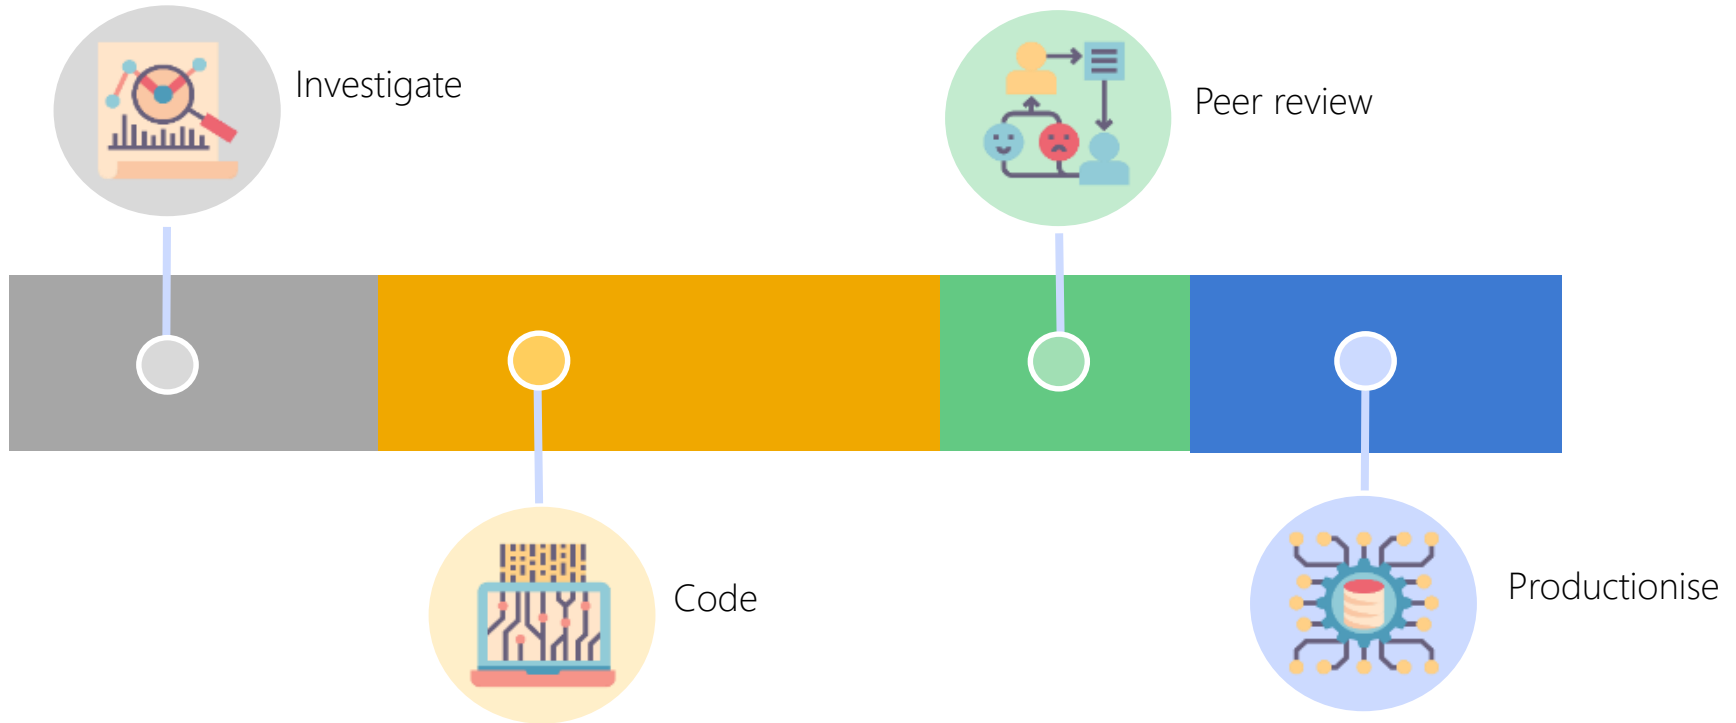 Investigate
Peer review
Code
Productionise